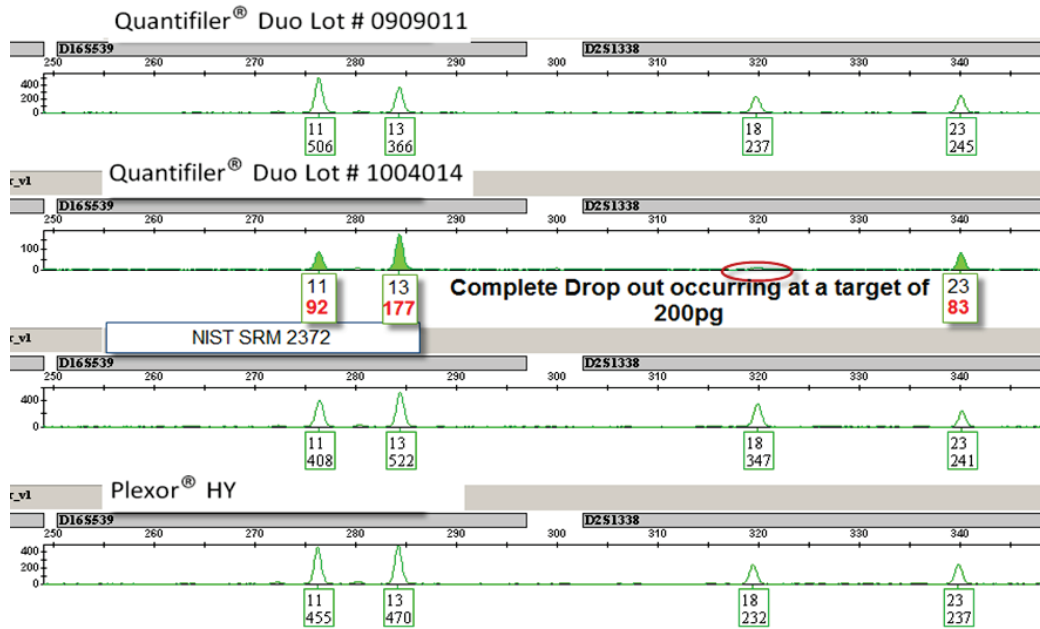 Quantifiler® Duo Lot # 0909011
D16S539 D2S1338
250 260 270 280 290 300 310 320 330 340
400
200
0
11 13 18 23
506 366 237 245
Quantifiler® Duo Lot # 1004014
r_v1
D16S539 D2S1338
250 260 270 280 290 300 310 320 330 340
100
0
11 13 Complete Drop out occurring at a target of 23
92 177 200pg 83
r_v1 NIST SRM 2372
D16S539 D2S1338
250 260 270 280 290 300 310 320 330 340
400
0
11 13 18 23
408 522 347 241
Plexor® HY
r_v1
D16S539 D2S1338
250 260 270 280 290 300 310 320 330 340
400
200
0
11 13 18 23
455 470 232 237